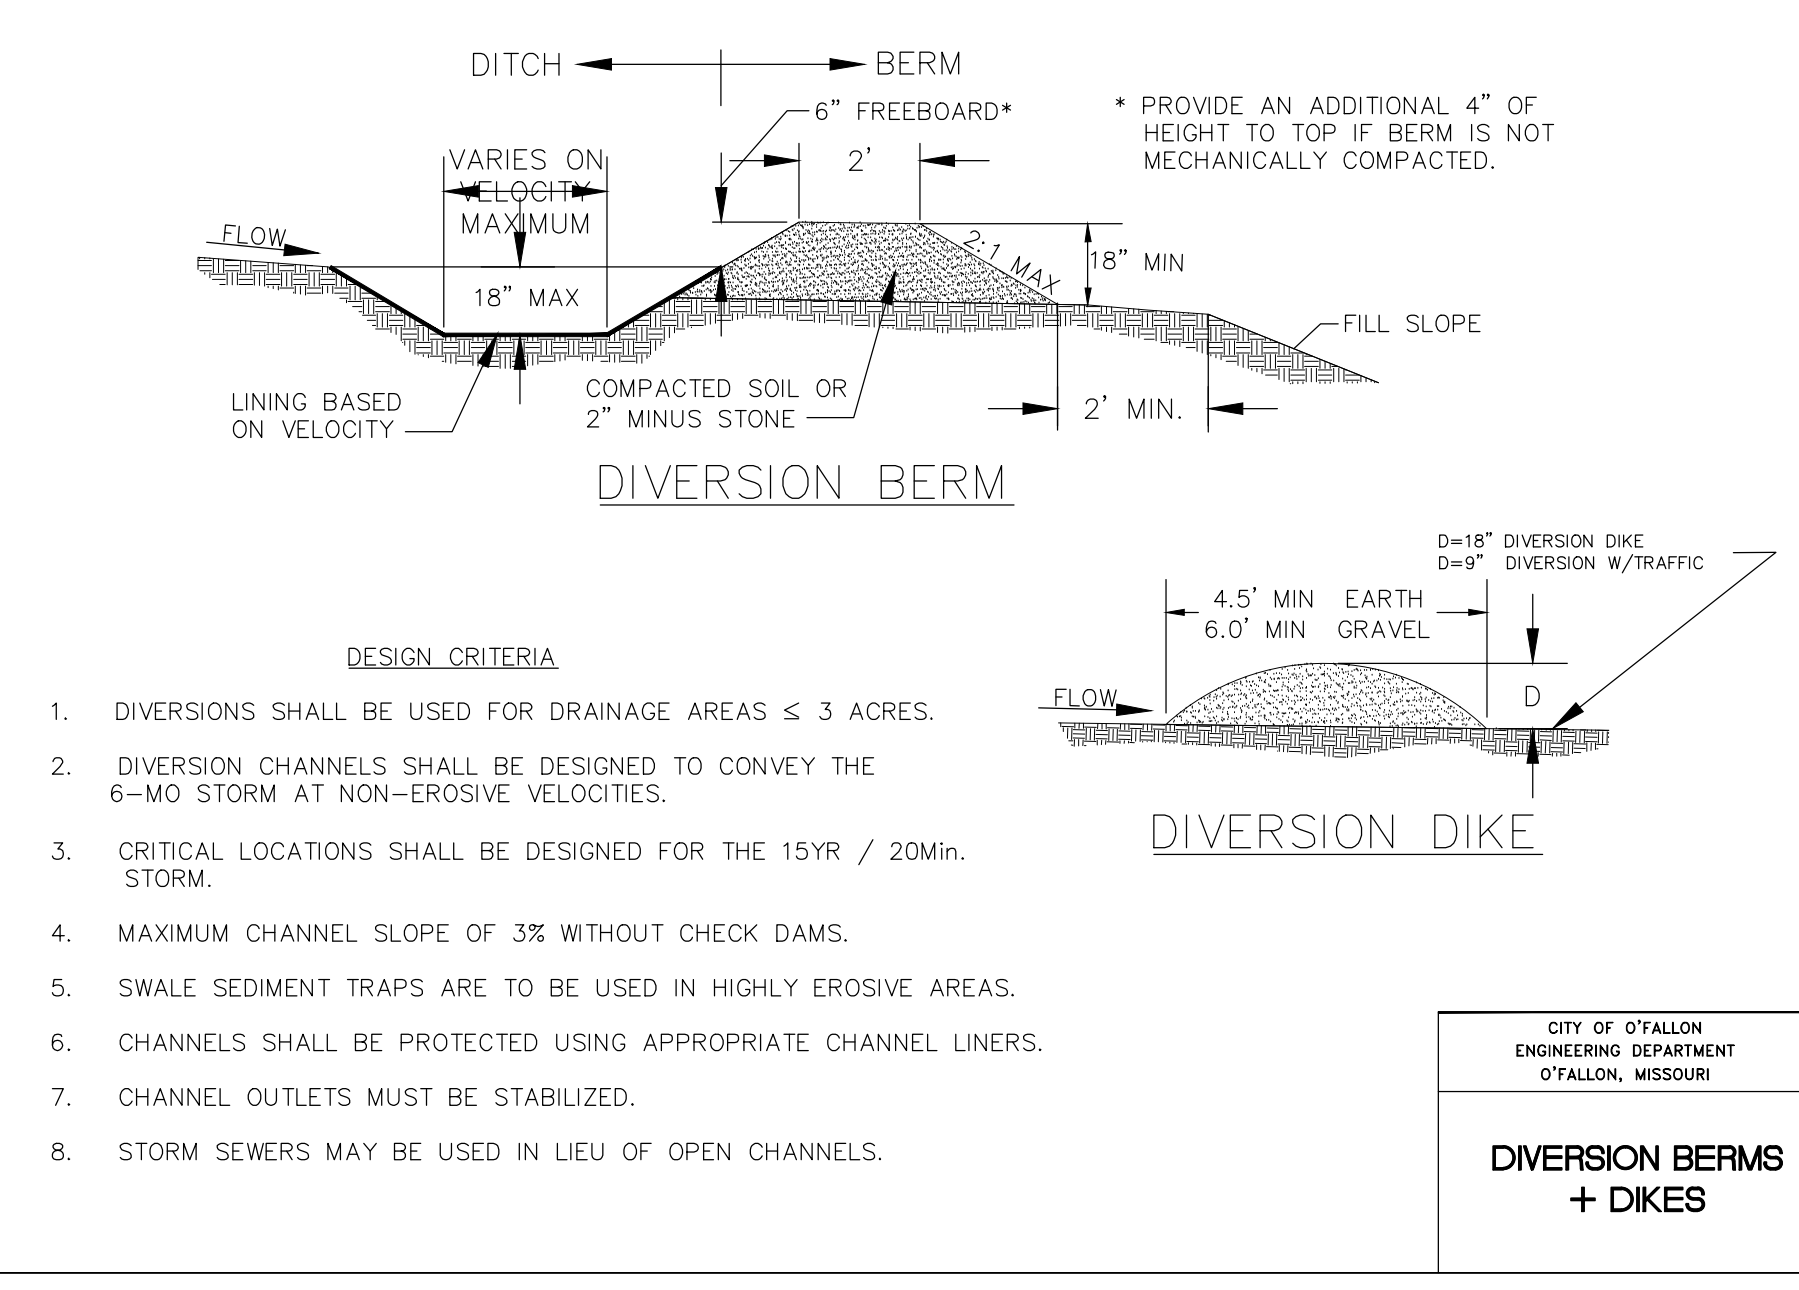 DITCH
BERM
6" FREEBOARD*
* PROVIDE AN ADDITIONAL 4" OF
HEIGHT TO TOP IF BERM IS NOT
MECHANICALLY COMPACTED.
VARIES ON
VELOCITY
MAXIMUM
2'
FLOW
2:1 MAX
18" MIN
18" MAX
FILL SLOPE
LINING BASED
ON VELOCITY
COMPACTED SOIL OR
2" MINUS STONE
2' MIN.
DIVERSION BERM
D=18" DIVERSION DIKE
D=9" DIVERSION W/TRAFFIC
4.5' MIN EARTH
6.0' MIN GRAVEL
FLOW
D
DIVERSION DIKE
DESIGN CRITERIA
1. DIVERSIONS SHALL BE USED FOR DRAINAGE AREAS ≤ 3 ACRES.
2. DIVERSION CHANNELS SHALL BE DESIGNED TO CONVEY THE
6-MO STORM AT NON-EROSIVE VELOCITIES.
3. CRITICAL LOCATIONS SHALL BE DESIGNED FOR THE 15YR / 20Min.
STORM.
4. MAXIMUM CHANNEL SLOPE OF 3% WITHOUT CHECK DAMS.
5. SWALE SEDIMENT TRAPS ARE TO BE USED IN HIGHLY EROSIVE AREAS.
6. CHANNELS SHALL BE PROTECTED USING APPROPRIATE CHANNEL LINERS.
7. CHANNEL OUTLETS MUST BE STABILIZED.
8. STORM SEWERS MAY BE USED IN LIEU OF OPEN CHANNELS.
CITY OF O'FALLON
ENGINEERING DEPARTMENT
O'FALLON, MISSOURI
DIVERSION BERMS
+ DIKES